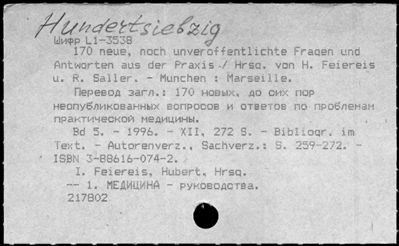 Hundertsiebzig
Шифр L1-3538
170 neue, noch unveroffentlichte Fragen und
Antworten aus der Praxis / Hrsg. von H. Feiereis
u. R. Saller. - Munchen : Marseille.
Перевод загл.: 170 новых, до сих пор
неопубликованных вопросов и ответов по проблемам
практической медицины.
Bd 5. - 1996. - XII, 272 S. - Bibliogr. im
Text. - Autorenverz., Sachverz.: S. 259-272. -
ISBN 3-88616-074-2.
I. Feiereis, Hubert, Hrsg.
-- 1. МЕДИЦИНА - руководства.
217802